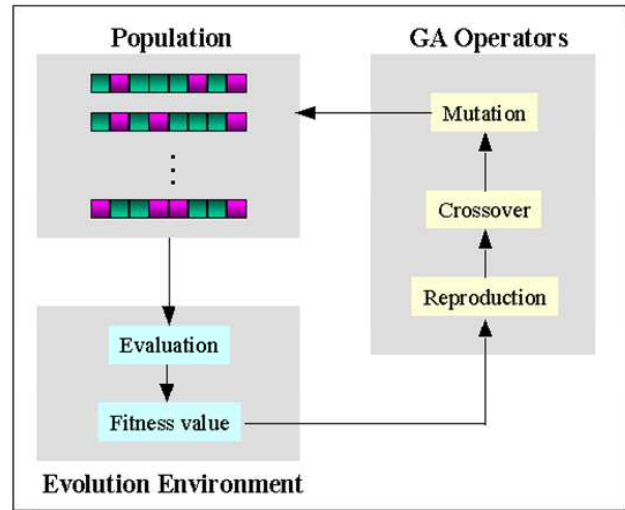 Population
GA Operators
Mutation
Crossover
Reproduction
Evaluation
Fitness value
Evolution Environment